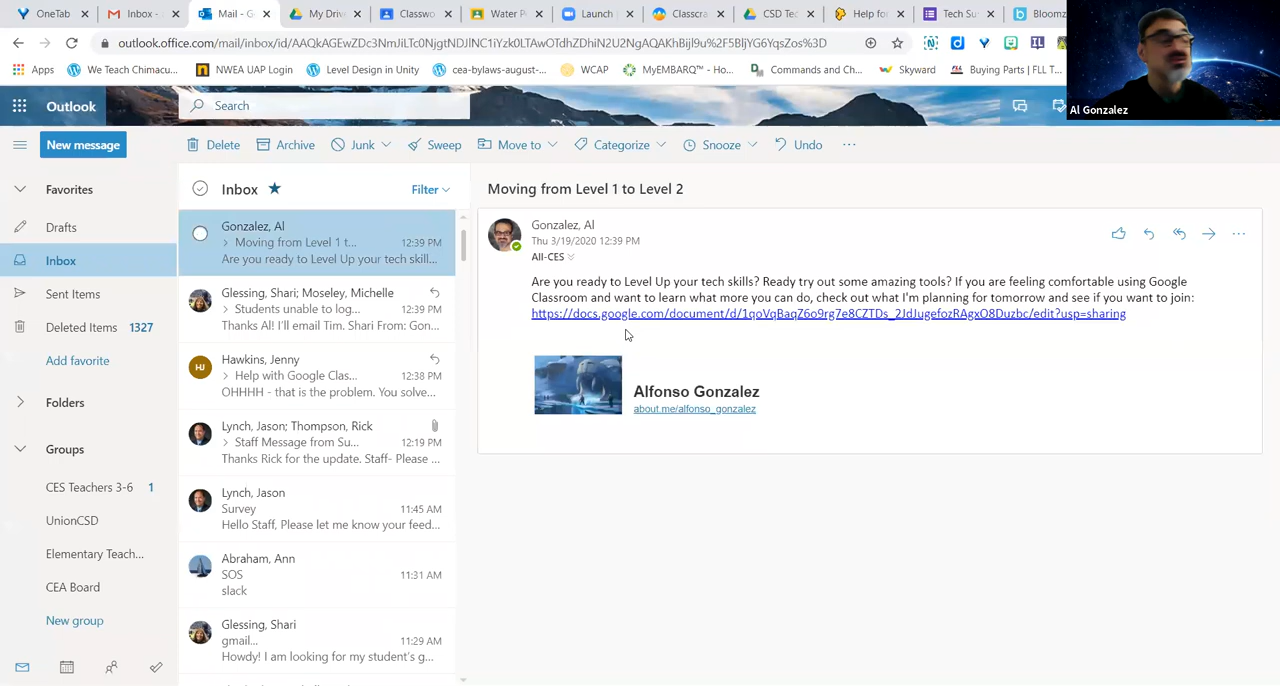 OneTab
Inbox -
Mail - G
My Driv
Classwo
Water P
Launch
Classcra
CSD Tec
Help for
Tech Su
Bloomz
outlook.office.com/mail/inbox/id/AAQkAGEwZDc3NmJiLTc0NjgtNDJlNC1iYzk0LTAwOTdhZDhiN2U2NgAQAKhBijl9u%2F5BljYG6YqsZos%3D
Apps
We Teach Chimacu...
NWEA UAP Login
Level Design in Unity
cea-bylaws-august-...
WCAP
MyEMBARQ™ - Ho...
Commands and Ch...
Skyward
Buying Parts | FLL T...
Al Gonzalez
Outlook
Search
New message
Delete
Archive
Junk
Sweep
Move to
Categorize
Snooze
Undo
Favorites
Drafts
Inbox
Sent Items
Deleted Items 1327
Add favorite
Folders
Groups
CES Teachers 3-6 1
UnionCSD
Elementary Teach...
CEA Board
New group
Inbox
Filter
Gonzalez, Al
Moving from Level 1 t... 12:39 PM
Are you ready to Level Up your tech skill...
Glessing, Shari; Moseley, Michelle
Students unable to log... 12:39 PM
Thanks Al! I'll email Tim. Shari From: Gon...
Hawkins, Jenny
HJ
Help with Google Clas... 12:38 PM
OHHHH - that is the problem. You solve...
Lynch, Jason; Thompson, Rick
Staff Message from Su... 12:19 PM
Thanks Rick for the update. Staff- Please ...
Lynch, Jason
Survey 11:45 AM
Hello Staff, Please let me know your feed...
Abraham, Ann
SOS 11:31 AM
slack
Glessing, Shari
gmail... 11:29 AM
Howdy! I am looking for my student's g...
Moving from Level 1 to Level 2
Gonzalez, Al
Thu 3/19/2020 12:39 PM
All-CES
Are you ready to Level Up your tech skills? Ready try out some amazing tools? If you are feeling comfortable using Google
Classroom and want to learn what more you can do, check out what I'm planning for tomorrow and see if you want to join:
https://docs.google.com/document/d/1qoVqBaqZ6o9rg7e8CZTDs_2JdJugefozRAgxO8Duzbc/edit?usp=sharing
Alfonso Gonzalez
about.me/alfonso_gonzalez